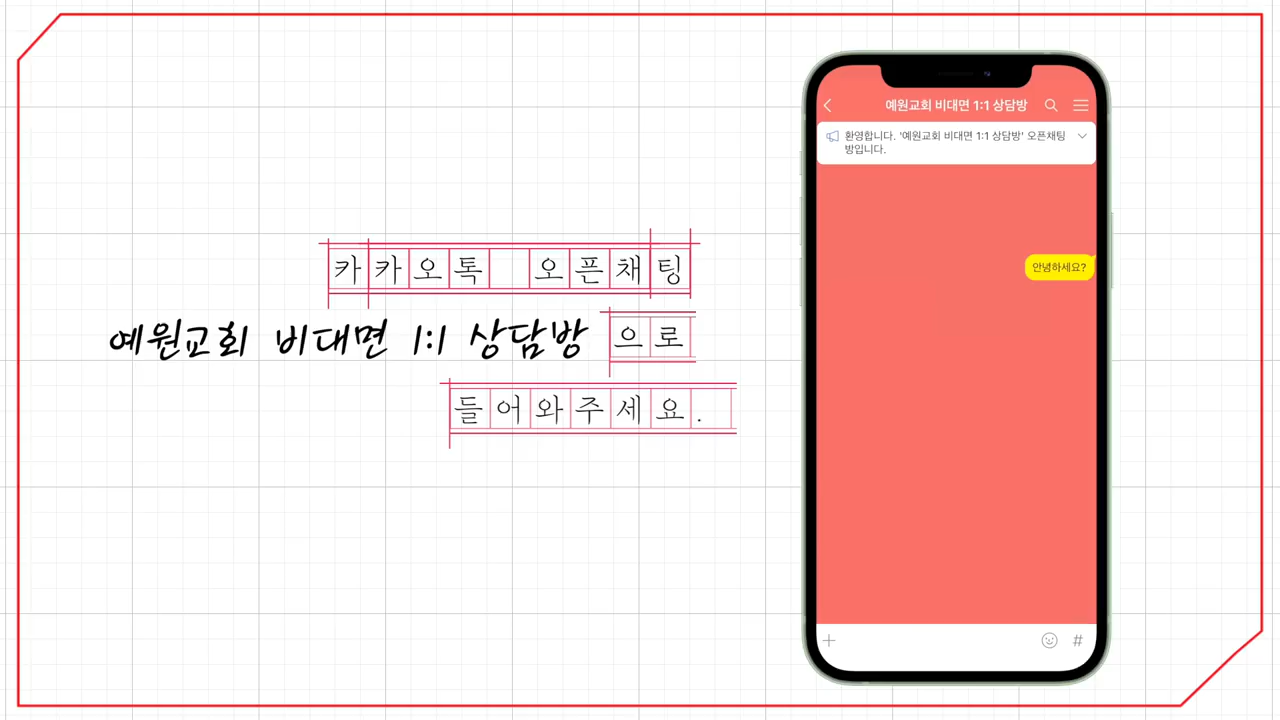 카카오톡 오픈채팅
예원교회 비대면 1:1 상담방으로
들어와주세요.
예원교회 비대면 1:1 상담방
환영합니다. '예원교회 비대면 1:1 상담방' 오픈채팅
방입니다.
안녕하세요?